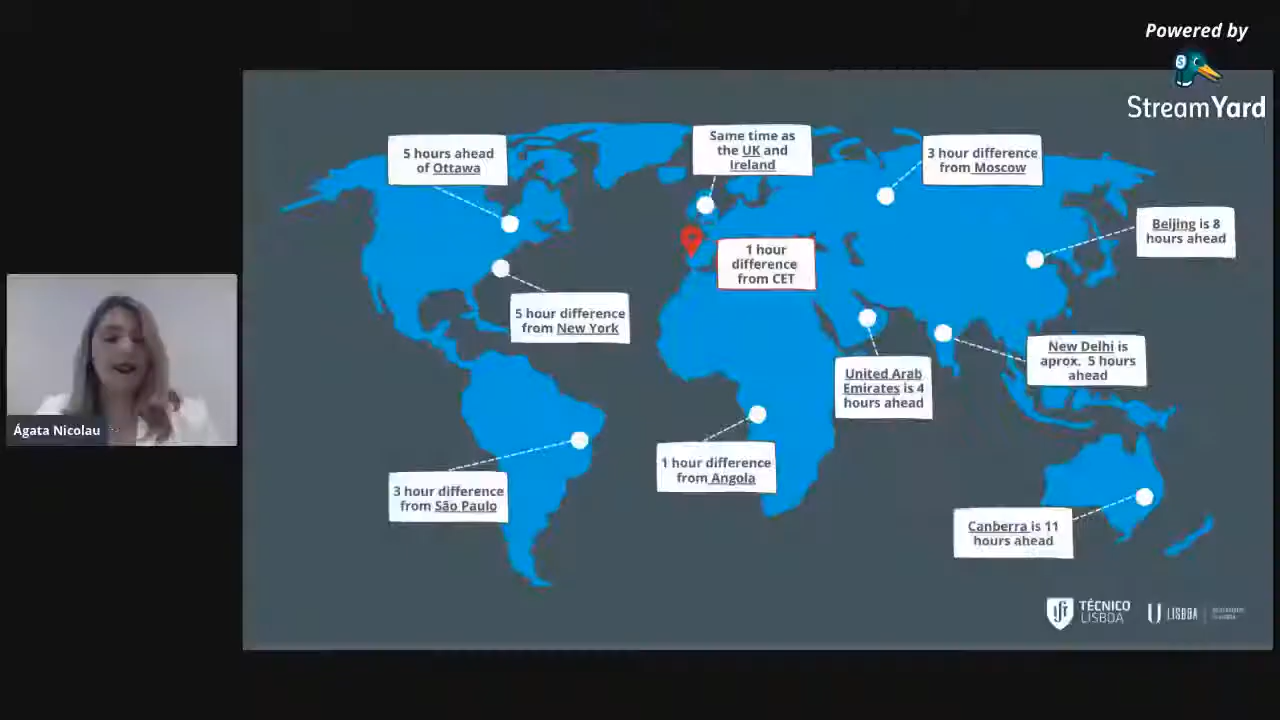 Powered by
StreamYard
5 hours ahead
of Ottawa
Same time as
the UK and
Ireland
3 hour difference
from Moscow
Beijing is 8
hours ahead
1 hour
difference
from CET
5 hour difference
from New York
New Delhi is
aprox. 5 hours
ahead
United Arab
Emirates is 4
hours ahead
1 hour difference
from Angola
3 hour difference
from São Paulo
Canberra is 11
hours ahead
Ágata Nicolau
TÉCNICO
LISBOA
U LISBOA